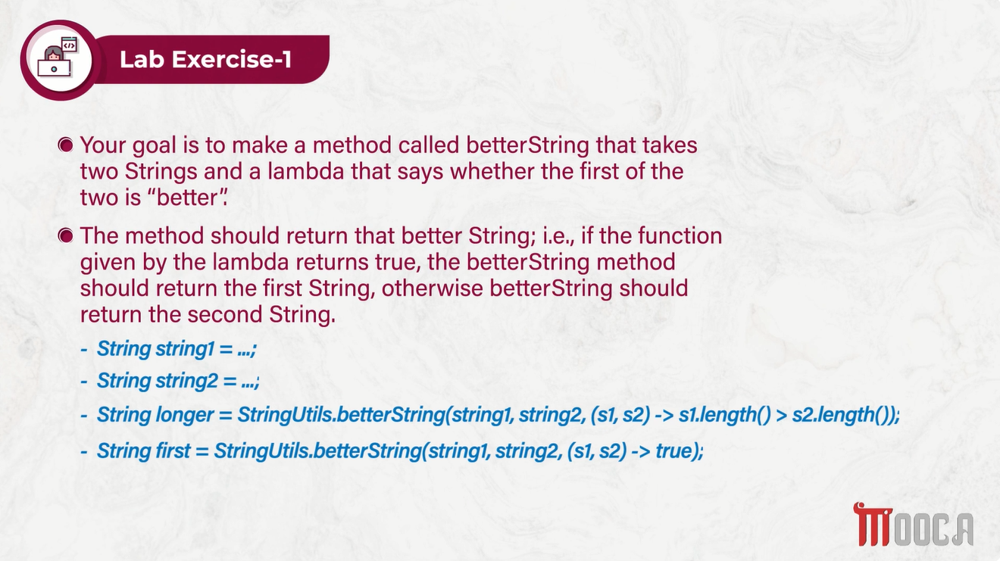 Lab Exercise-1
Your goal is to make a method called betterString that takes
two Strings and a lambda that says whether the first of the
two is “better”.
The method should return that better String; i.e., if the function
given by the lambda returns true, the betterString method
should return the first String, otherwise betterString should
return the second String.
- String string1 = ...;
- String string2 = ...;
- String longer = StringUtils.betterString(string1, string2, (s1, s2) -> s1.length() > s2.length());
- String first = StringUtils.betterString(string1, string2, (s1, s2) -> true);
MOOCA